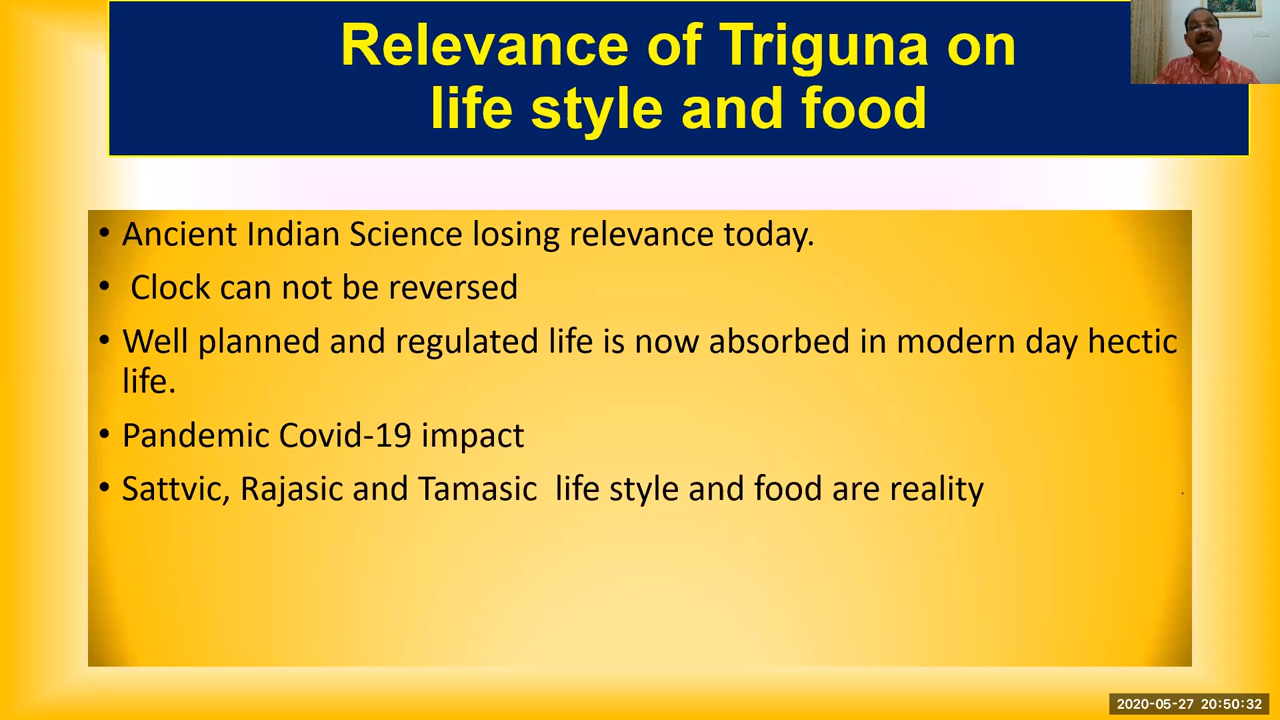 Relevance of Triguna on
life style and food
• Ancient Indian Science losing relevance today.
• Clock can not be reversed
• Well planned and regulated life is now absorbed in modern day hectic
life.
• Pandemic Covid-19 impact
• Sattvic, Rajasic and Tamasic life style and food are reality
2020-05-27 20:50:32